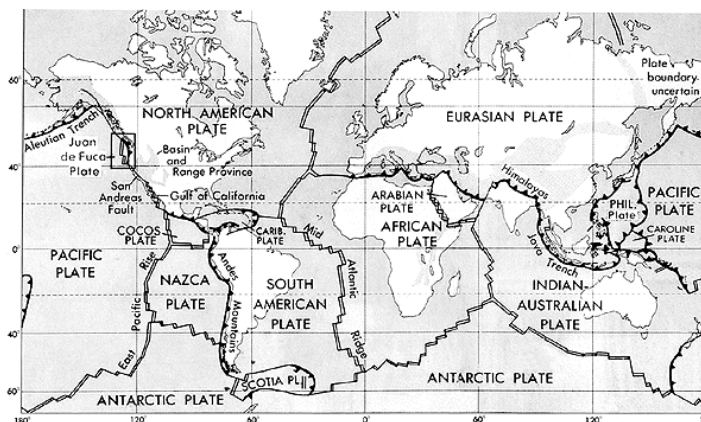 Plate
boundary
uncertain
60°
NORTH AMERICAN
PLATE
EURASIAN PLATE
Aleutian Trench
Juan
de Fuca
Plate
Basin
and
Range Province
40°
Himalayas
San
Andreas
Fault
Gulf of California
ARABIAN
PLATE
PHIL.
Plate
PACIFIC
PLATE
20°
COCOS
PLATE
CARIB.
PLATE
Mid
Atlantic
Ridge
AFRICAN
PLATE
CAROLINE
PLATE
0°
PACIFIC
PLATE
East
Pacific
Rise
NAZCA
PLATE
Andes
Mountains
SOUTH
AMERICAN
PLATE
Java Trench
INDIAN-
AUSTRALIAN
PLATE
20°
40°
ANTARCTIC PLATE
SCOTIA PL
ANTARCTIC PLATE
60°
180°
120°
60°
0°
60°
120°